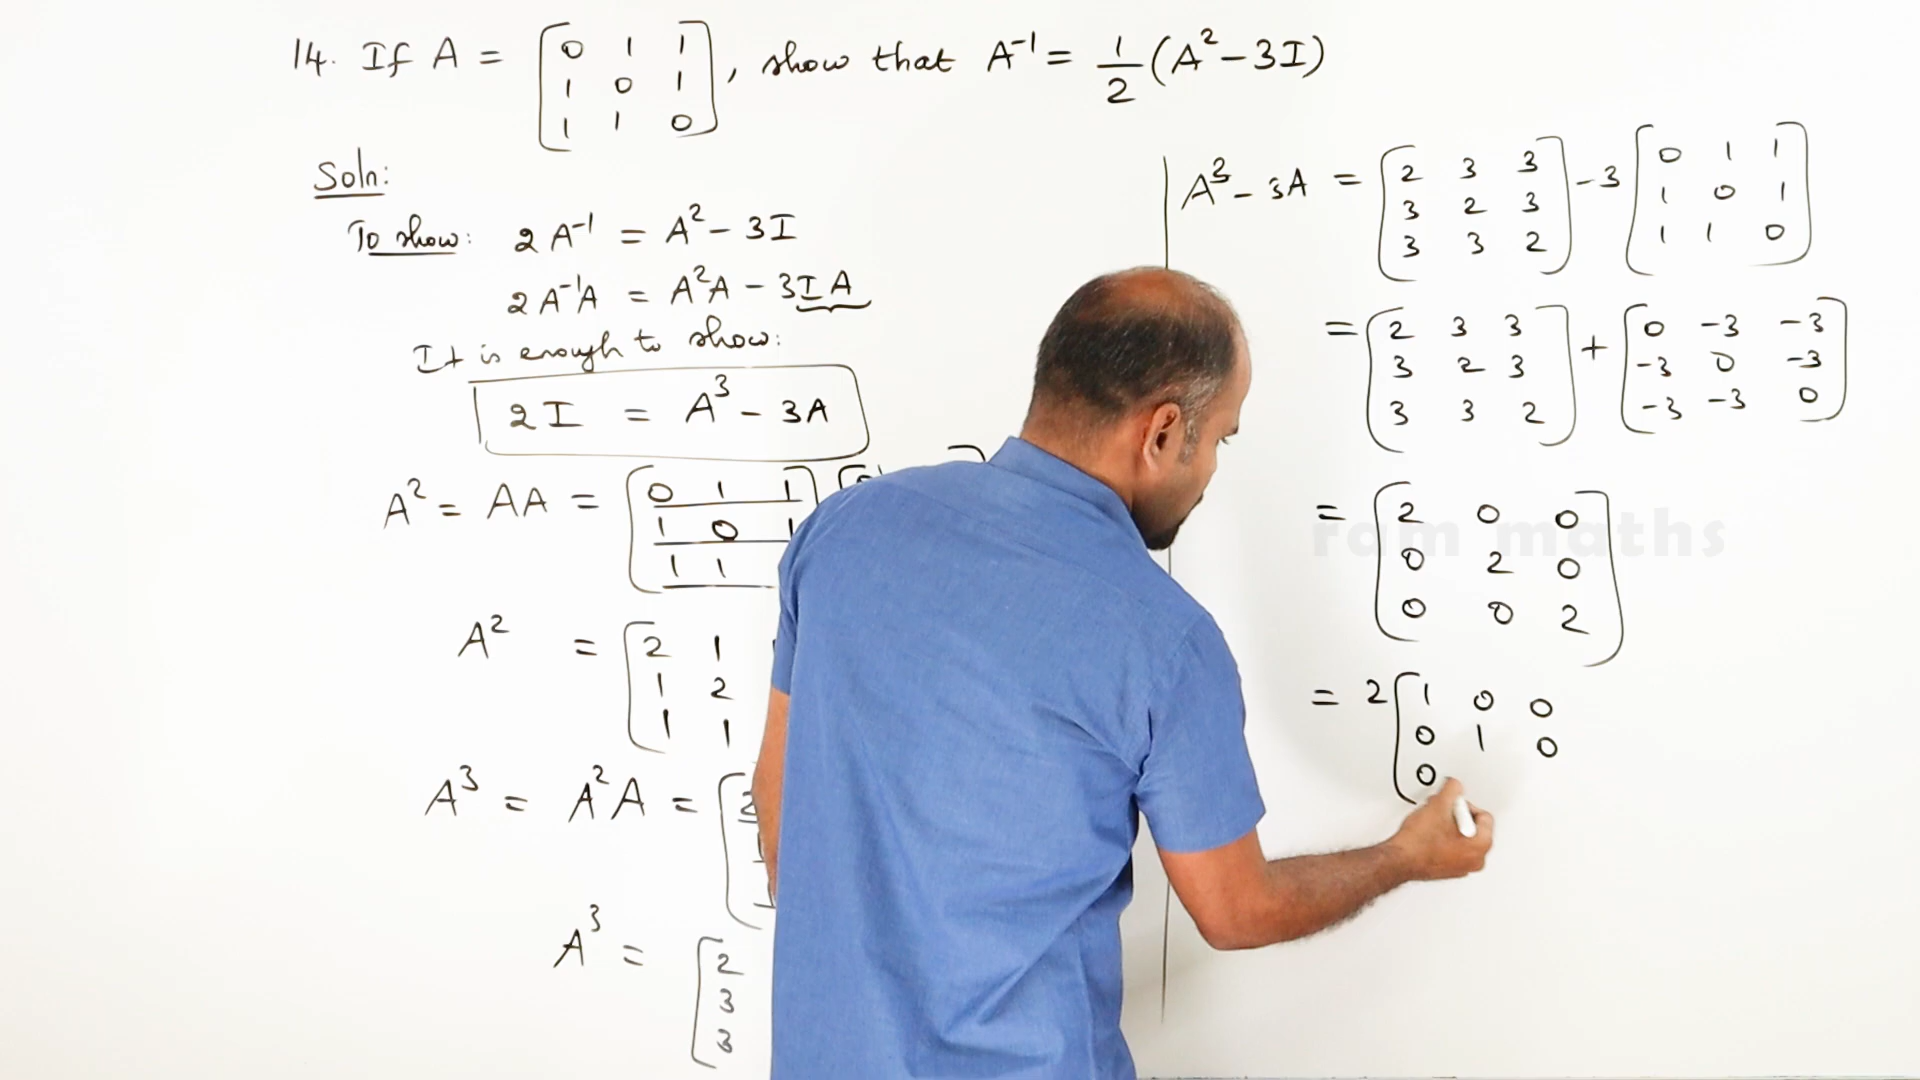 14. If A = [0 1 1
1 0 1
1 1 0], show that A⁻¹ = 1/2 (A² − 3I)
Soln:
To show: 2A⁻¹ = A² − 3I
2A⁻¹A = A²A − 3IA
It is enough to show:
2I = A³ − 3A
A² = AA = [0 1 1]
1 0 1
1 1
A² = [2 1
1 2
1 1
A³ = A²A = [2
A³ = [2
3
3
A³ − 3A = [2 3 3
3 2 3
3 3 2] − 3 [0 1 1
1 0 1
1 1 0]
= [2 3 3
3 2 3
3 3 2] + [0 −3 −3
−3 0 −3
−3 −3 0]
= [2 0 0
0 2 0
0 0 2]
= 2 [1 0 0
0 1 0
0
ram maths